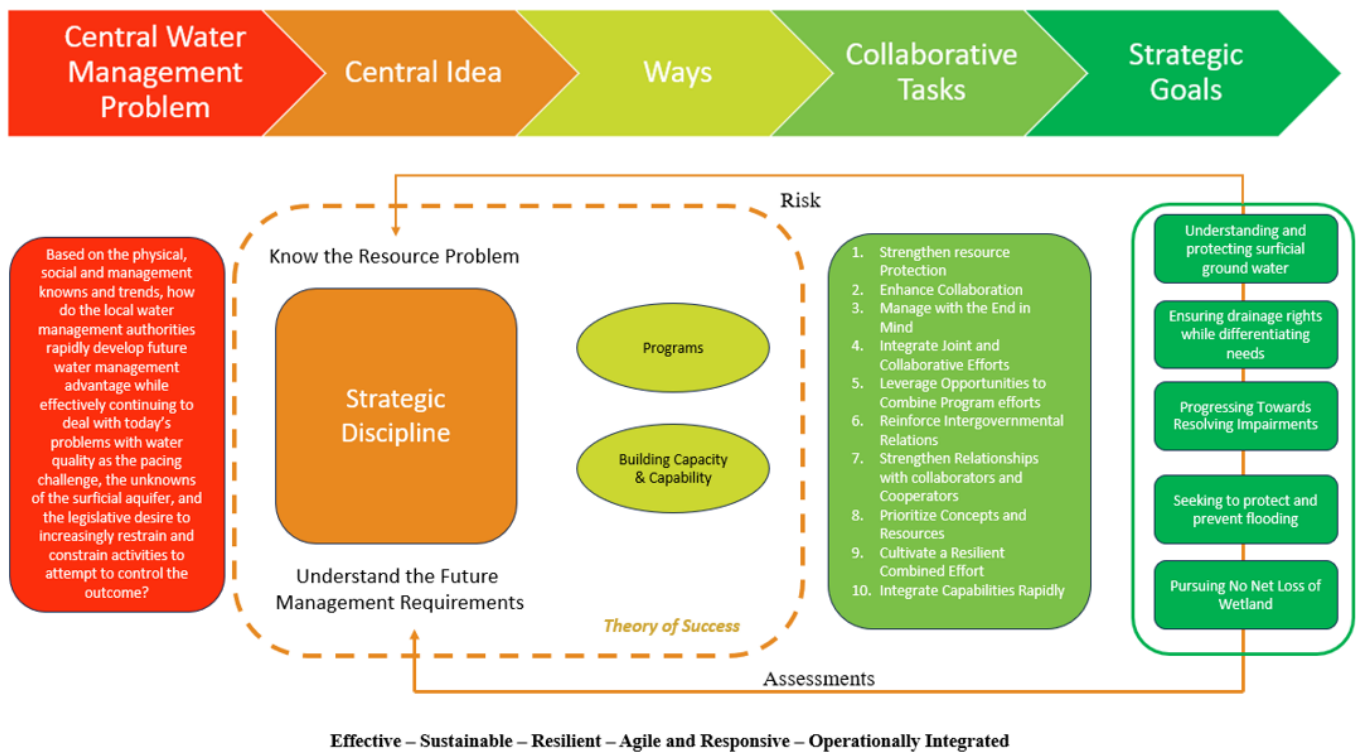 Central Water
Management
Problem
Central Idea
Ways
Collaborative
Tasks
Strategic
Goals
Risk
Based on the physical,
social and management
knowns and trends, how
do the local water
management authorities
rapidly develop future
water management
advantage while
effectively continuing to
deal with today's
problems with water
quality as the pacing
challenge, the unknowns
of the surficial aquifer, and
the legislative desire to
increasingly restrain and
constrain activities to
attempt to control the
outcome?
Know the Resource Problem
Strategic
Discipline
Understand the Future
Management Requirements
Programs
Building Capacity
& Capability
Theory of Success
1. Strengthen resource
Protection
2. Enhance Collaboration
3. Manage with the End in
Mind
4. Integrate Joint and
Collaborative Efforts
5. Leverage Opportunities to
Combine Program efforts
6. Reinforce Intergovernmental
Relations
7. Strengthen Relationships
with collaborators and
Cooperators
8. Prioritize Concepts and
Resources
9. Cultivate a Resilient
Combined Effort
10. Integrate Capabilities Rapidly
Understanding and
protecting surficial
ground water
Ensuring drainage rights
while differentiating
needs
Progressing Towards
Resolving Impairments
Seeking to protect and
prevent flooding
Pursuing No Net Loss of
Wetland
Assessments
Effective – Sustainable – Resilient – Agile and Responsive – Operationally Integrated